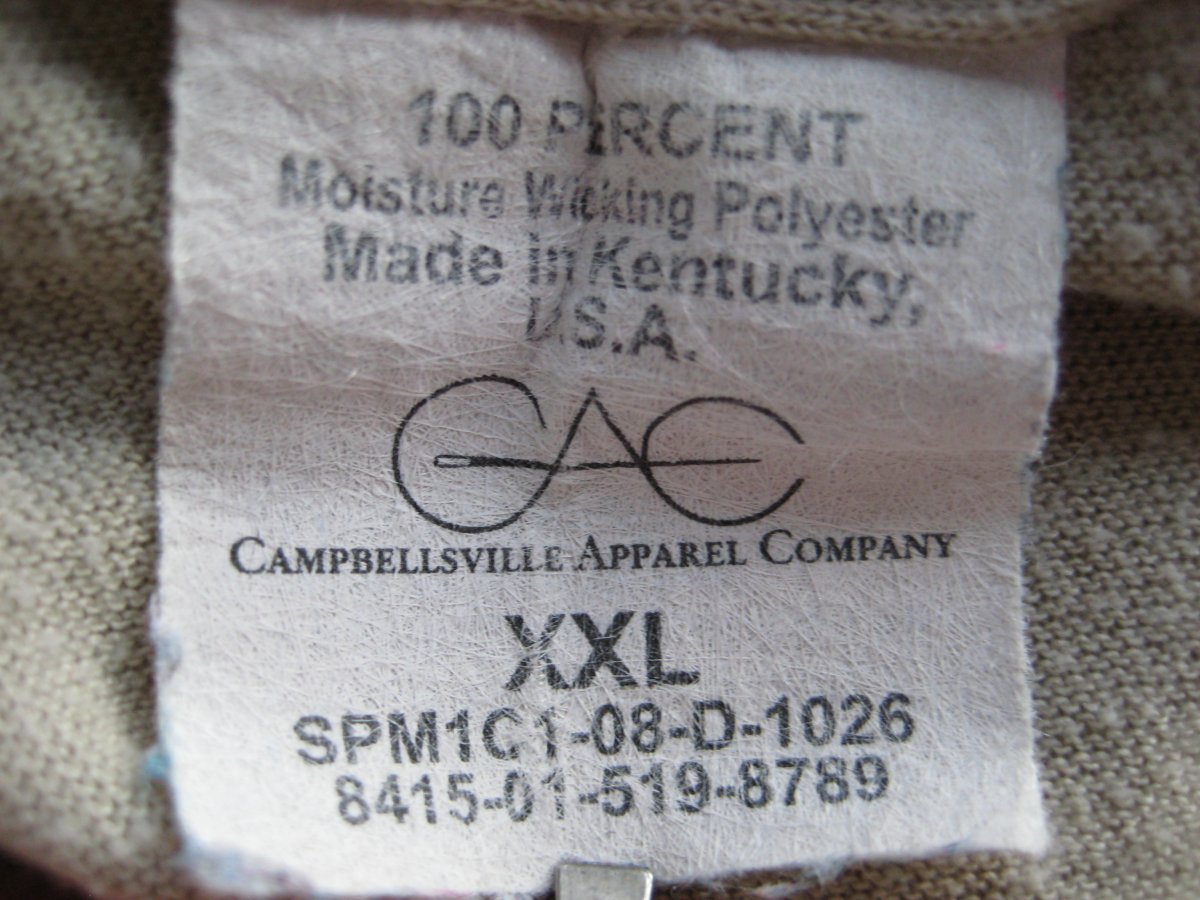 100 PERCENT
Moisture Wicking Polyester
Made in Kentucky,
U.S.A.
CAC
CAMPBELLSVILLE APPAREL COMPANY
XXL
SPM1C1-08-D-1026
8415-01-519-8789